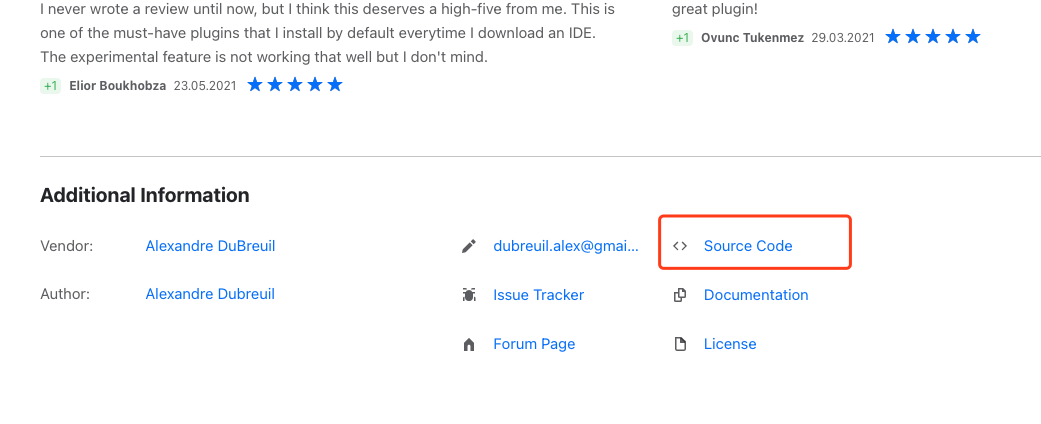 I never wrote a review until now, but I think this deserves a high-five from me. This is
one of the must-have plugins that I install by default everytime I download an IDE.
The experimental feature is not working that well but I don't mind.
+1 Elior Boukhobza 23.05.2021
great plugin!
+1 Ovunc Tukenmez 29.03.2021
Additional Information
Vendor: Alexandre DuBreuil
Author: Alexandre Dubreuil
dubreuil.alex@gmai...
Issue Tracker
Forum Page
Source Code
Documentation
License